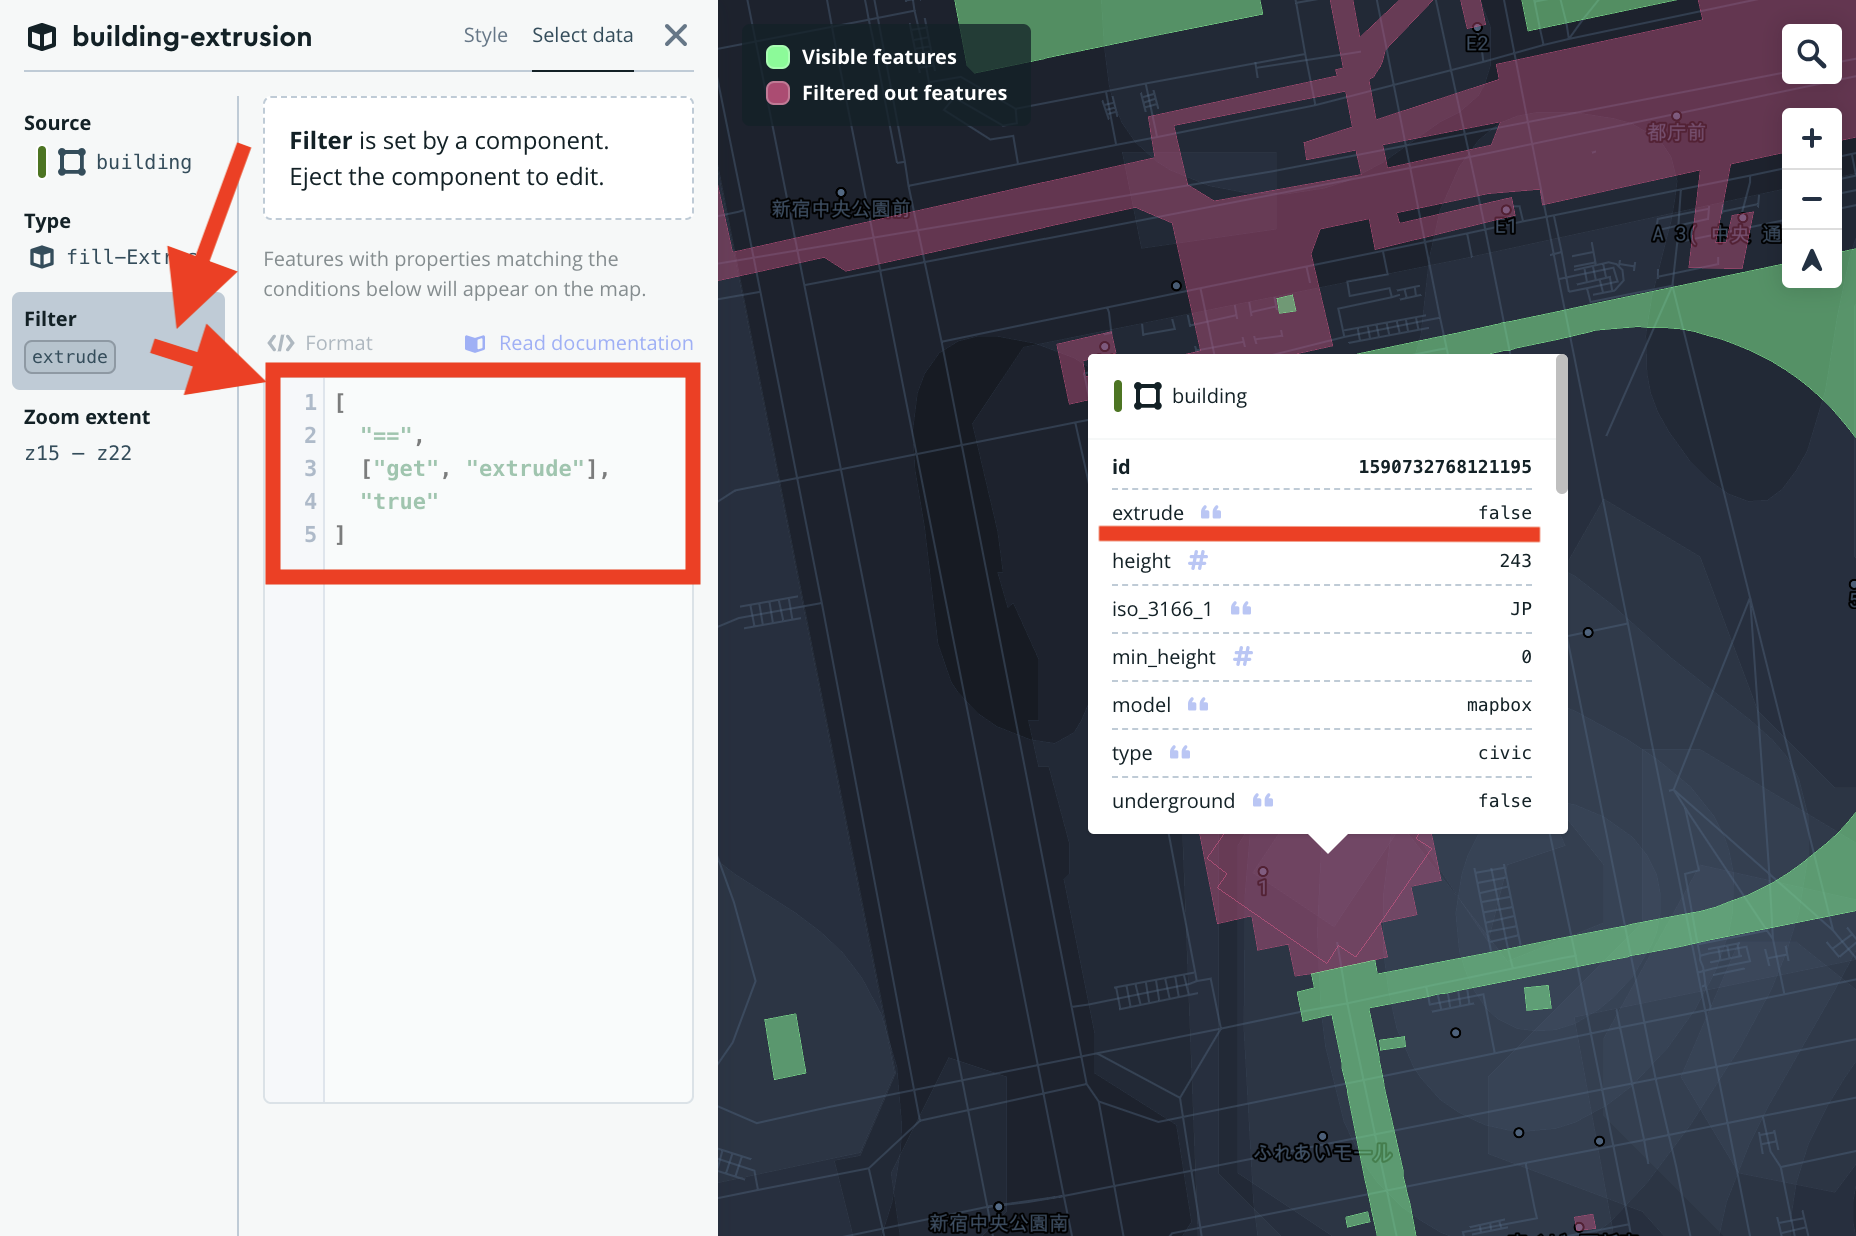 building-extrusion
Style
Select data
Source
building
Type
Filter
extrude
Zoom extent
z15 — z22
Filter is set by a component.
Eject the component to edit.
Features with properties matching the
conditions below will appear on the map.
Format
Read documentation
1 [
2 "==",
3 ["get", "extrude"],
4 "true"
5 ]
Visible features
Filtered out features
E2
都庁前
新宿中央公園前
E1
A 3( 中央 通
building
id 1590732768121195
extrude false
height 243
iso_3166_1 JP
min_height 0
model mapbox
type civic
underground false
1
ふれあいモール
新宿中央公園南